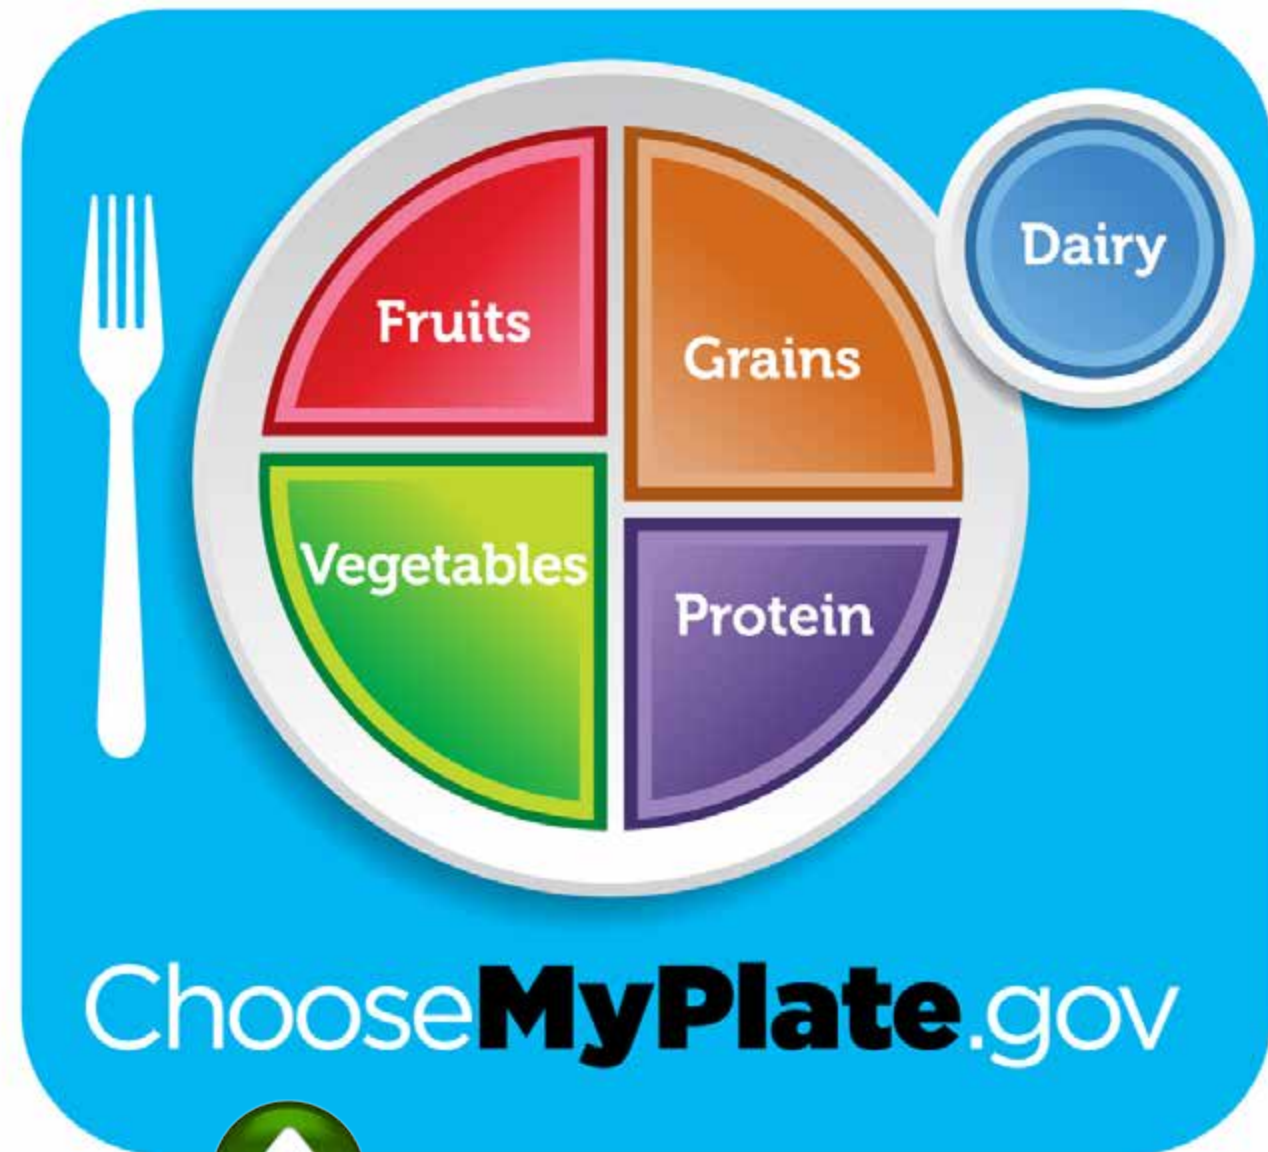 Fruits
Grains
Dairy
Vegetables
Protein
ChooseMyPlate.gov